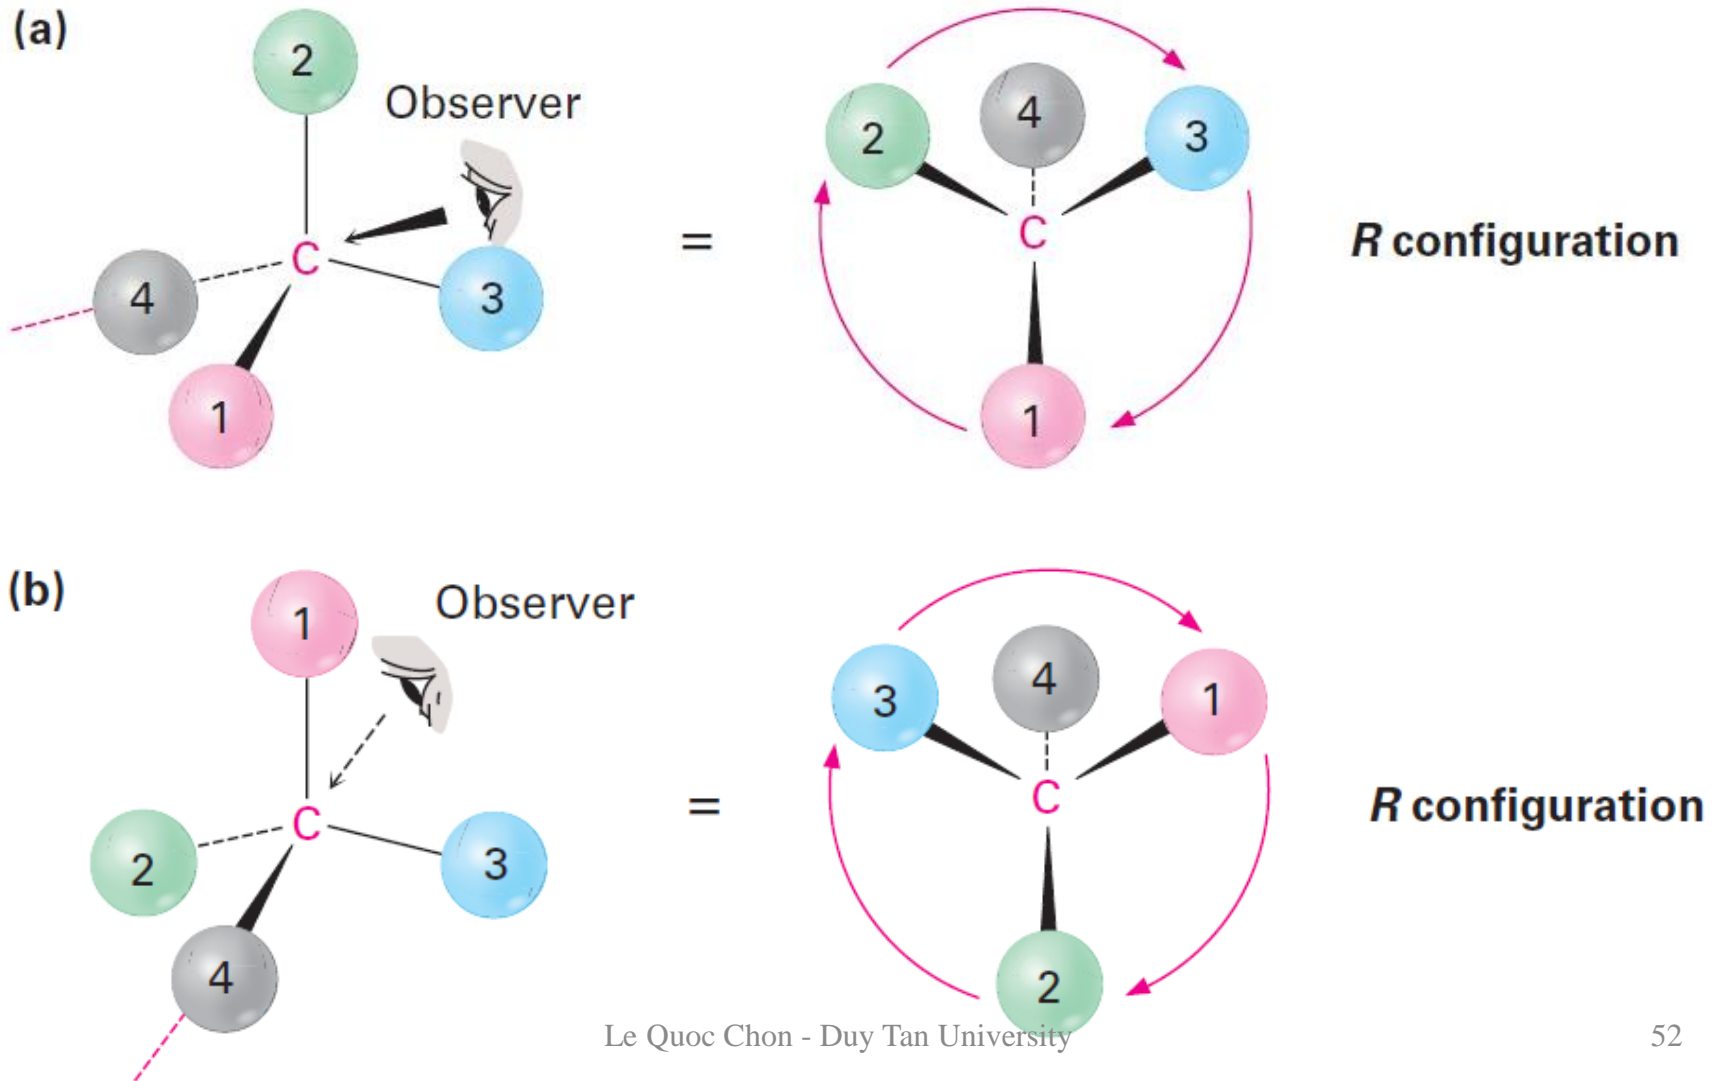 (a)
2
Observer
C
4
3
1
=
2
4
3
C
1
R configuration
(b)
1
Observer
C
2
3
4
=
3
4
1
C
2
R configuration
Le Quoc Chon - Duy Tan University
52